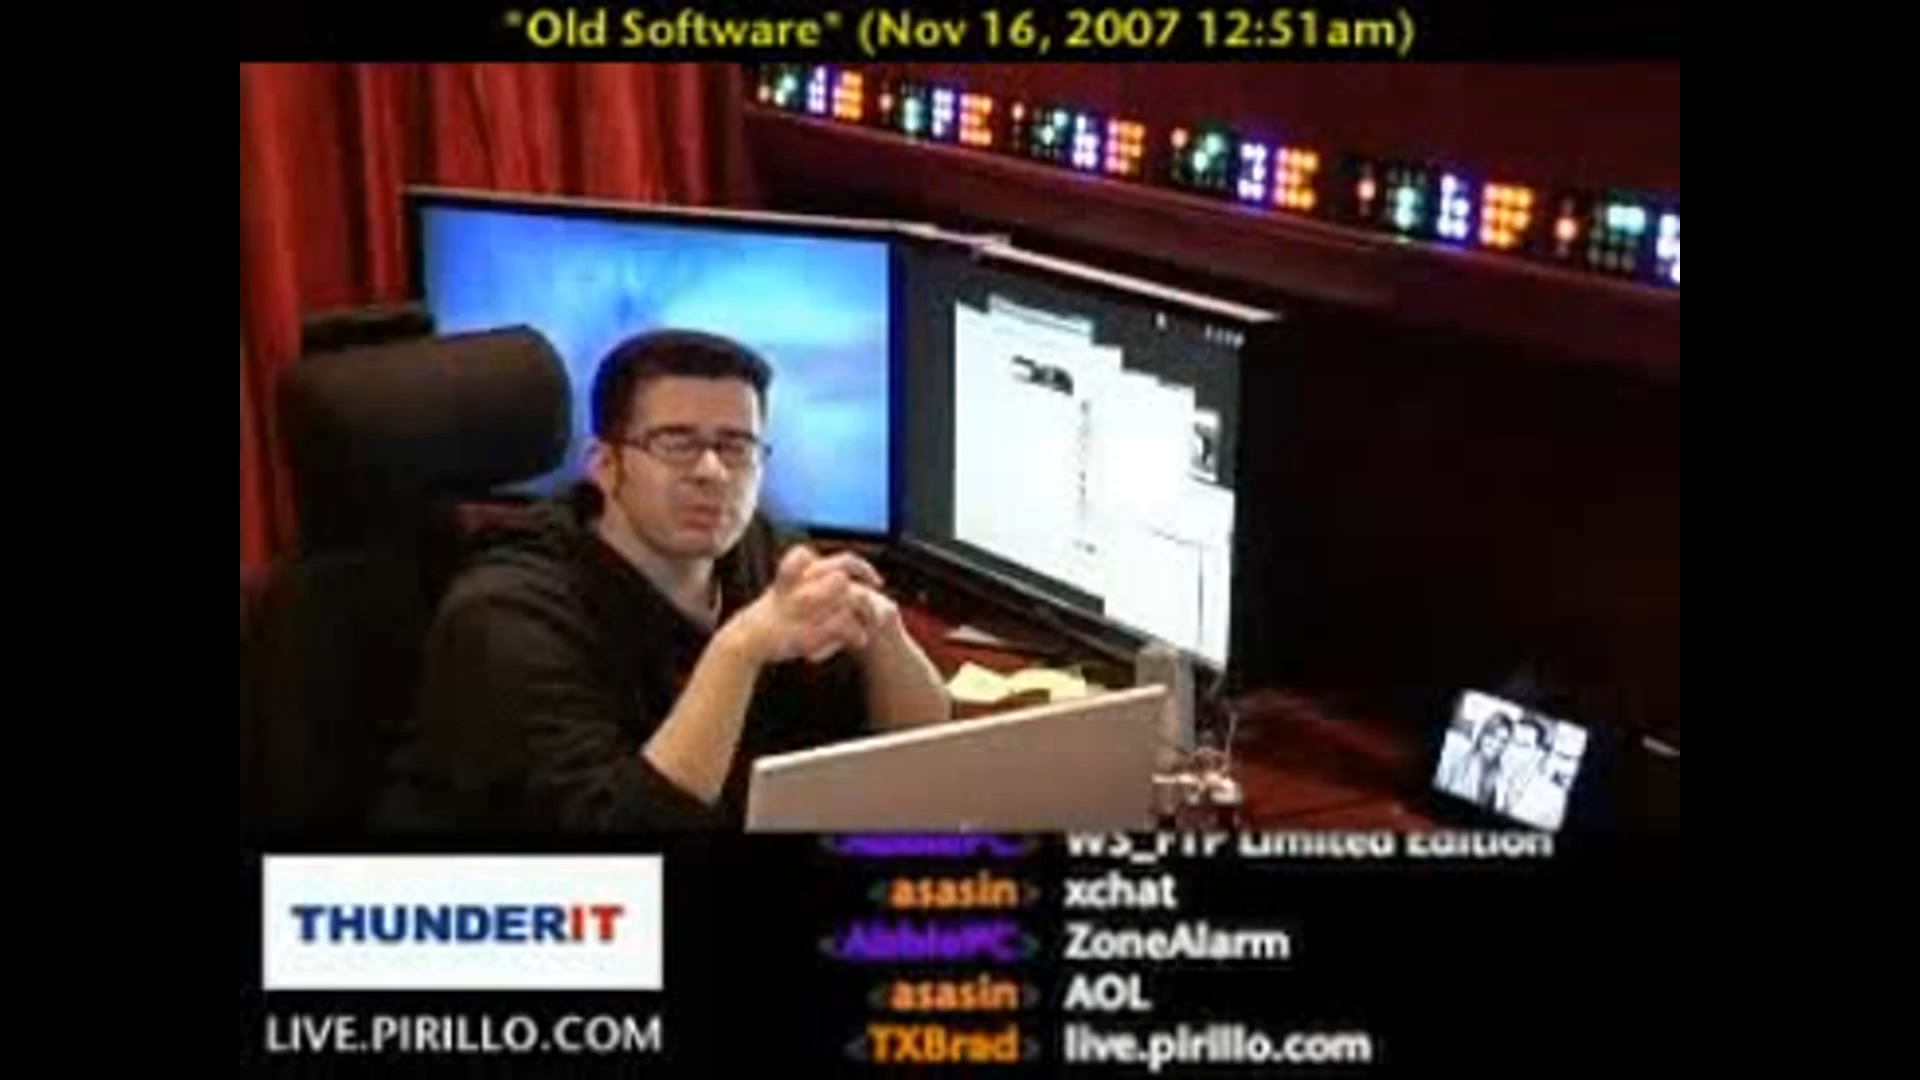 "Old Software" (Nov 16, 2007 12:51am)
WS_FTP Limited Edition
THUNDERIT
<asasin> xchat
<AbbiePC> ZoneAlarm
<asasin> AOL
LIVE.PIRILLO.COM
<TXBrad> live.pirillo.com